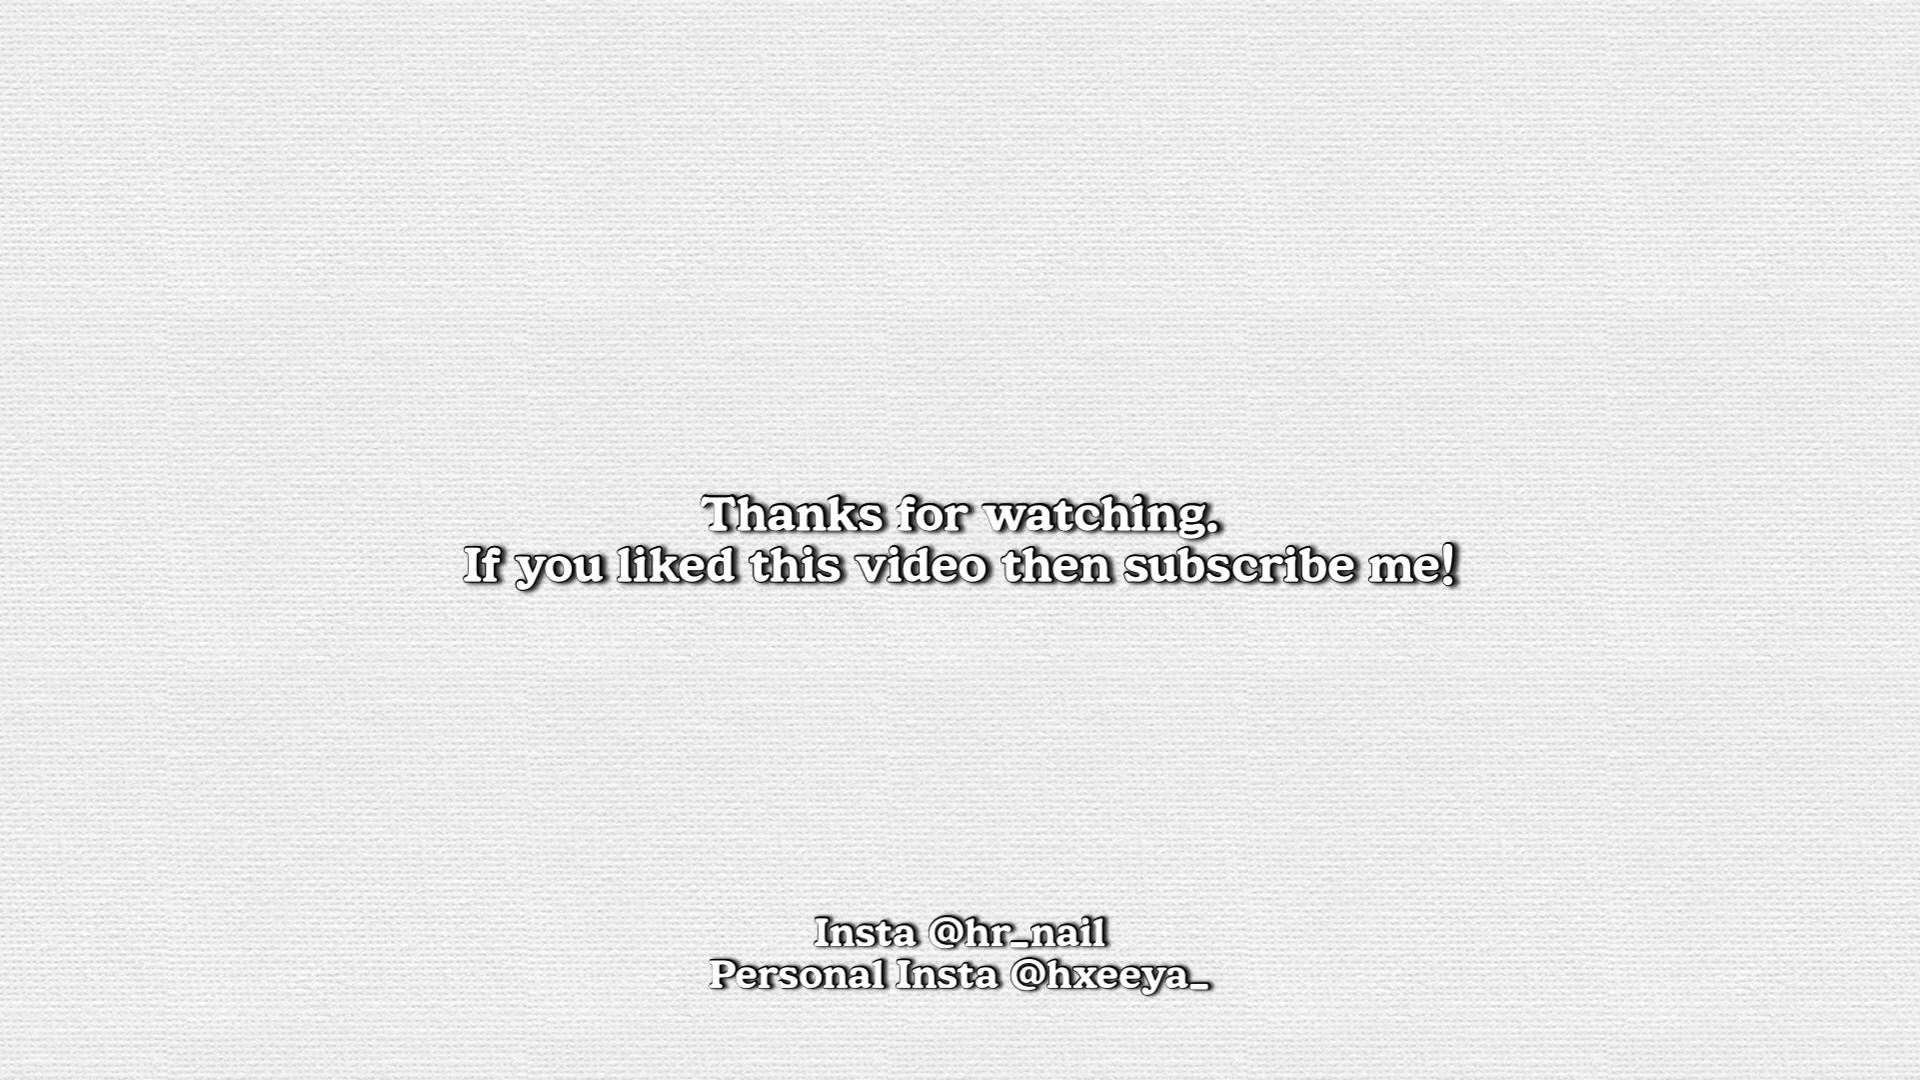 Thanks for watching.
If you liked this video then subscribe me!
Insta @hr_nail
Personal Insta @hxeeya_